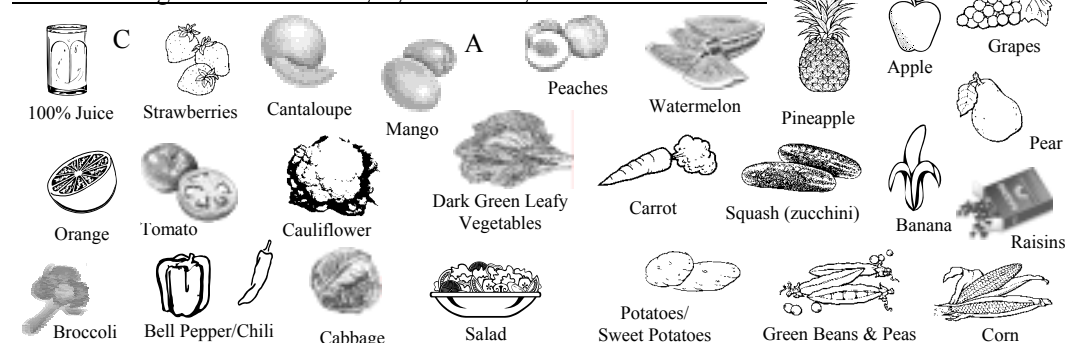 C
A
Grapes
Apple
100% Juice
Strawberries
Cantaloupe
Mango
Peaches
Watermelon
Pineapple
Pear
Orange
Tomato
Cauliflower
Dark Green Leafy
Vegetables
Carrot
Squash (zucchini)
Banana
Raisins
Broccoli
Bell Pepper/Chili
Cabbage
Salad
Potatoes/
Sweet Potatoes
Green Beans & Peas
Corn